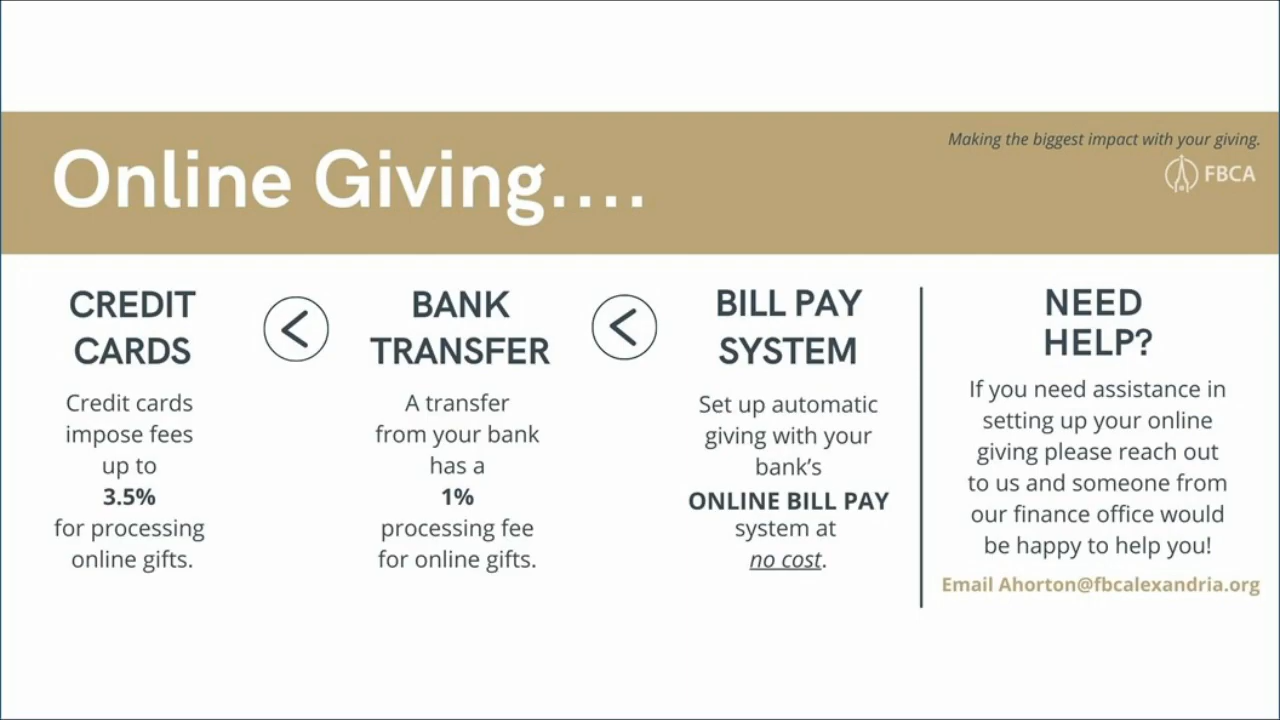 Making the biggest impact with your giving.
Online Giving....
FBCA
CREDIT
CARDS
Credit cards
impose fees
up to
3.5%
for processing
online gifts.
<
BANK
TRANSFER
A transfer
from your bank
has a
1%
processing fee
for online gifts.
<
BILL PAY
SYSTEM
Set up automatic
giving with your
bank's
ONLINE BILL PAY
system at
no cost.
NEED
HELP?
If you need assistance in
setting up your online
giving please reach out
to us and someone from
our finance office would
be happy to help you!
Email Ahorton@fbcalexandria.org